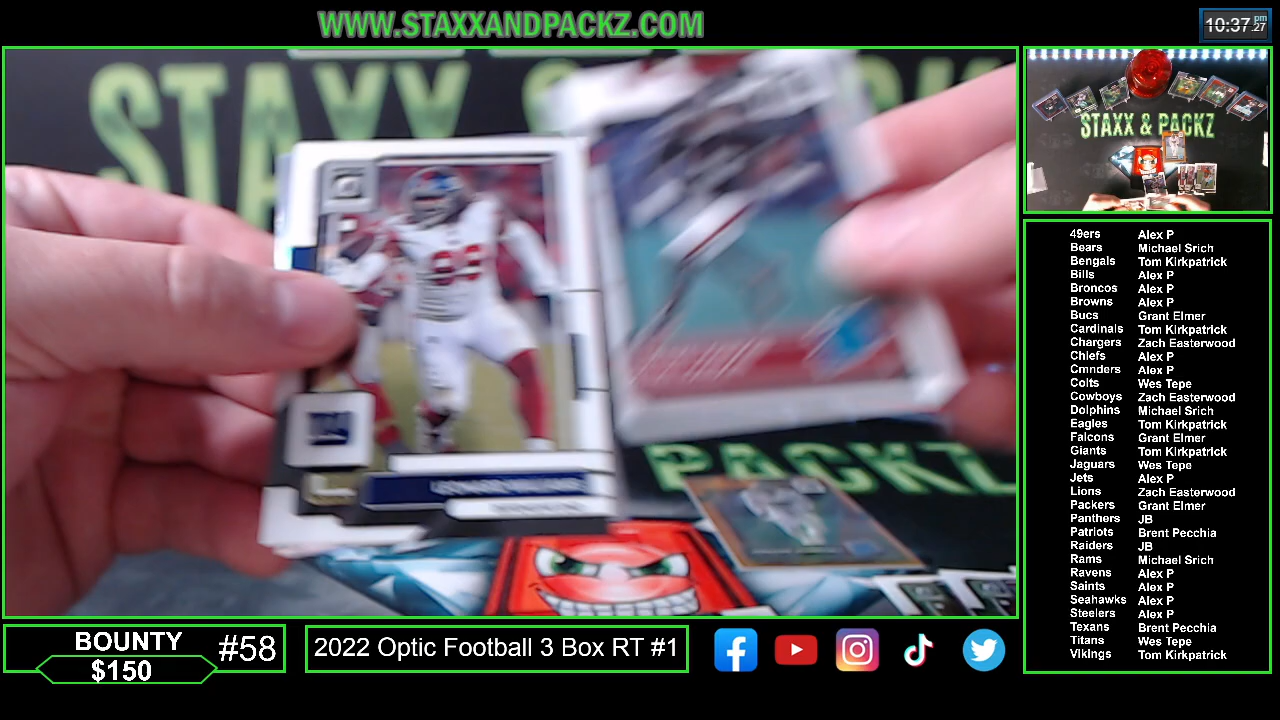 WWW.STAXXANDPACKZ.COM
10:37 pm 27
STAXX & PACKZ
STAXX & PACKZ
PACKZ
99
49ers Alex P
Bears Michael Srich
Bengals Tom Kirkpatrick
Bills Alex P
Broncos Alex P
Browns Alex P
Bucs Grant Elmer
Cardinals Tom Kirkpatrick
Chargers Zach Easterwood
Chiefs Alex P
Cmnders Alex P
Colts Wes Tepe
Cowboys Zach Easterwood
Dolphins Michael Srich
Eagles Tom Kirkpatrick
Falcons Grant Elmer
Giants Tom Kirkpatrick
Jaguars Wes Tepe
Jets Alex P
Lions Zach Easterwood
Packers Grant Elmer
Panthers JB
Patriots Brent Pecchia
Raiders JB
Rams Michael Srich
Ravens Alex P
Saints Alex P
Seahawks Alex P
Steelers Alex P
Texans Brent Pecchia
Titans Wes Tepe
Vikings Tom Kirkpatrick
BOUNTY
$150
#58
2022 Optic Football 3 Box RT #1